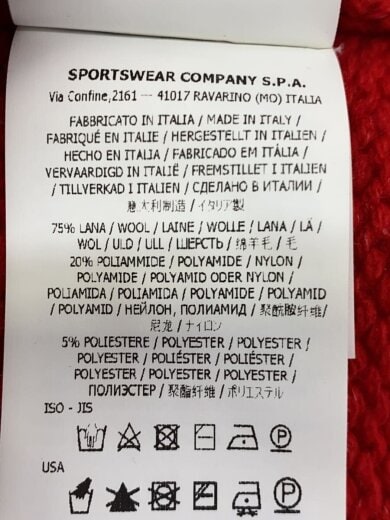 SPORTSWEAR COMPANY S.P.A.
Via Confine,2161 — 41017 RAVARINO (MO) ITALIA
FABBRICATO IN ITALIA / MADE IN ITALY /
FABRIQUÉ EN ITALIE / HERGESTELLT IN ITALIEN /
HECHO EN ITALIA / FABRICADO EM ITÁLIA /
VERVAARDIGD IN ITALIË / FREMSTILLET I ITALIEN
/ TILLVERKAD I ITALIEN / СДЕЛАНО В ИТАЛИИ /
意大利制造 / イタリア製
75% LANA / WOOL / LAINE / WOLLE / LANA / LÃ /
WOL / ULD / ULL / ШЕРСТЬ / 绵羊毛 / 毛
20% POLIAMMIDE / POLYAMIDE / NYLON /
POLYAMIDE / POLYAMID ODER NYLON /
POLIAMIDA / POLIAMIDA / POLYAMIDE / POLYAMID
/ POLYAMID / НЕЙЛОН, ПОЛИАМИД / 聚酰胺纤维/
尼龙 / ナイロン
5% POLIESTERE / POLYESTER / POLYESTER /
POLYESTER / POLIÉSTER / POLIÉSTER /
POLYESTER / POLYESTER / POLYESTER /
ПОЛИЭСТЕР / 聚酯纤维 / ポリエステル
ISO - JIS
P
USA
P